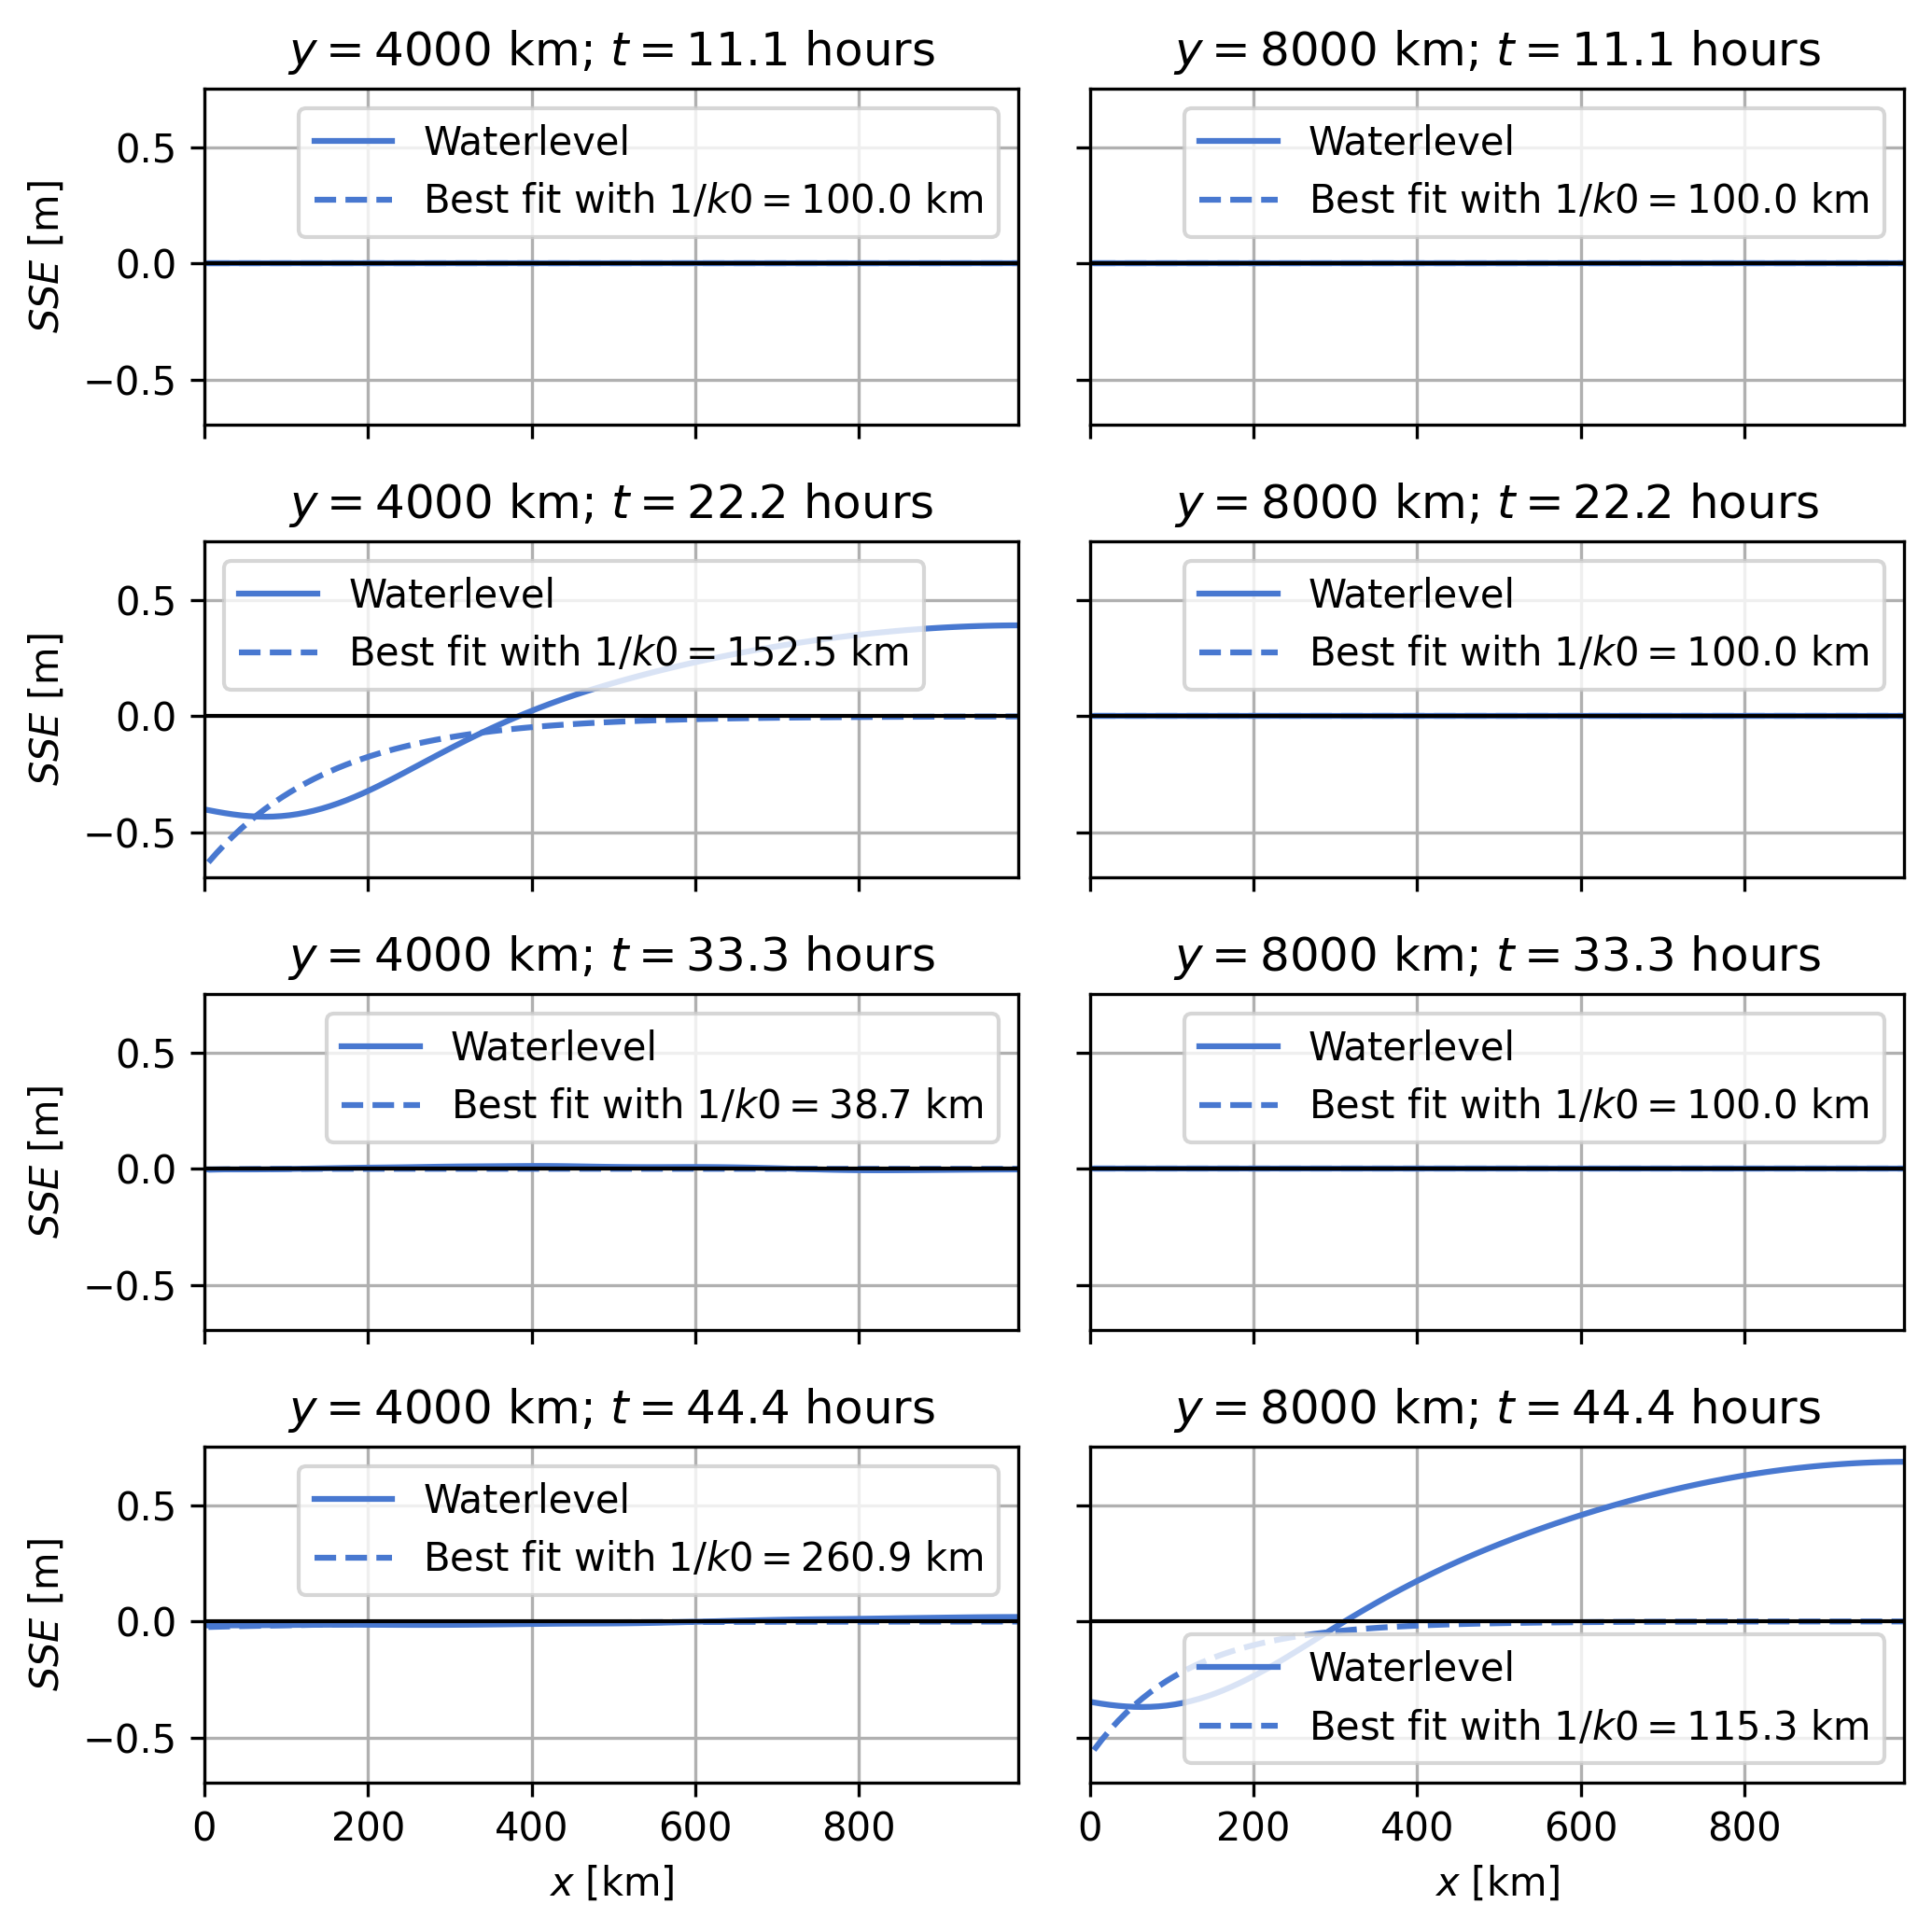 y = 4000 km; t = 11.1 hours
y = 8000 km; t = 11.1 hours
SSE [m]
0.5
0.0
−0.5
Waterlevel
Best fit with 1/k0 = 100.0 km
Waterlevel
Best fit with 1/k0 = 100.0 km
y = 4000 km; t = 22.2 hours
y = 8000 km; t = 22.2 hours
SSE [m]
0.5
0.0
−0.5
Waterlevel
Best fit with 1/k0 = 152.5 km
Waterlevel
Best fit with 1/k0 = 100.0 km
y = 4000 km; t = 33.3 hours
y = 8000 km; t = 33.3 hours
SSE [m]
0.5
0.0
−0.5
Waterlevel
Best fit with 1/k0 = 38.7 km
Waterlevel
Best fit with 1/k0 = 100.0 km
y = 4000 km; t = 44.4 hours
y = 8000 km; t = 44.4 hours
SSE [m]
0.5
0.0
−0.5
Waterlevel
Best fit with 1/k0 = 260.9 km
Waterlevel
Best fit with 1/k0 = 115.3 km
0 200 400 600 800
0 200 400 600 800
x [km]
x [km]